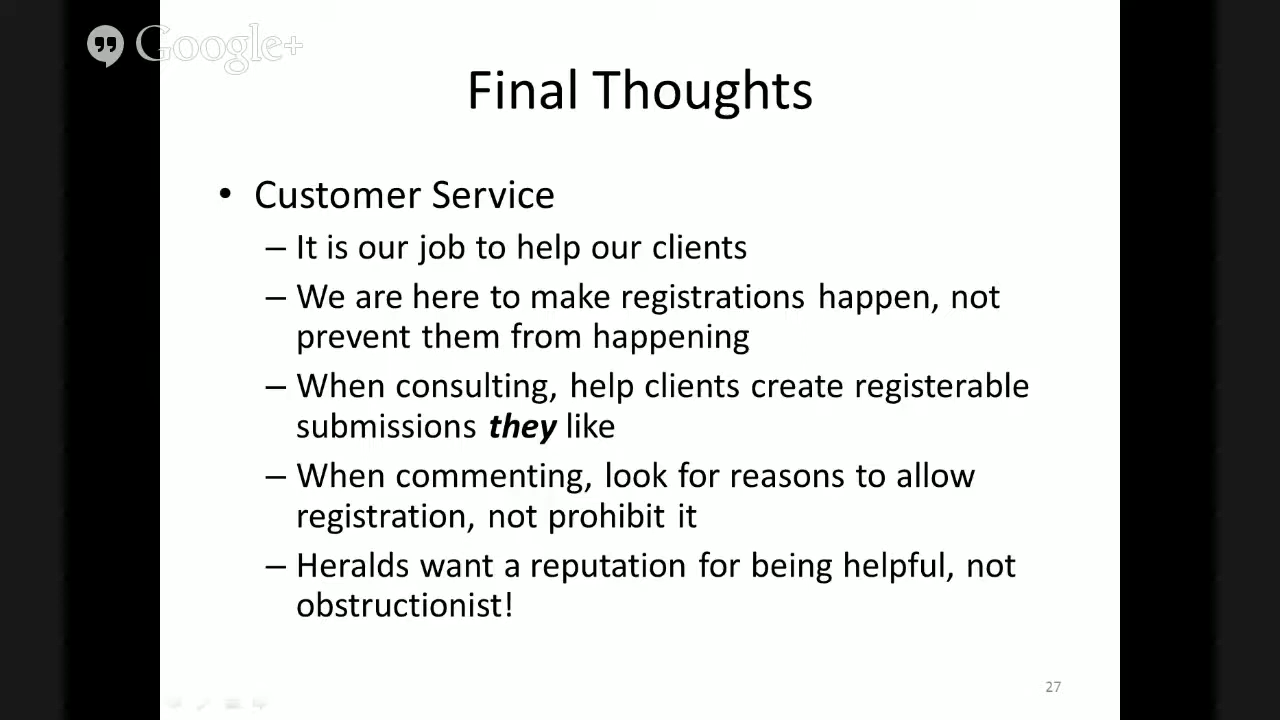 Google+
Final Thoughts
• Customer Service
– It is our job to help our clients
– We are here to make registrations happen, not
prevent them from happening
– When consulting, help clients create registerable
submissions they like
– When commenting, look for reasons to allow
registration, not prohibit it
– Heralds want a reputation for being helpful, not
obstructionist!
27